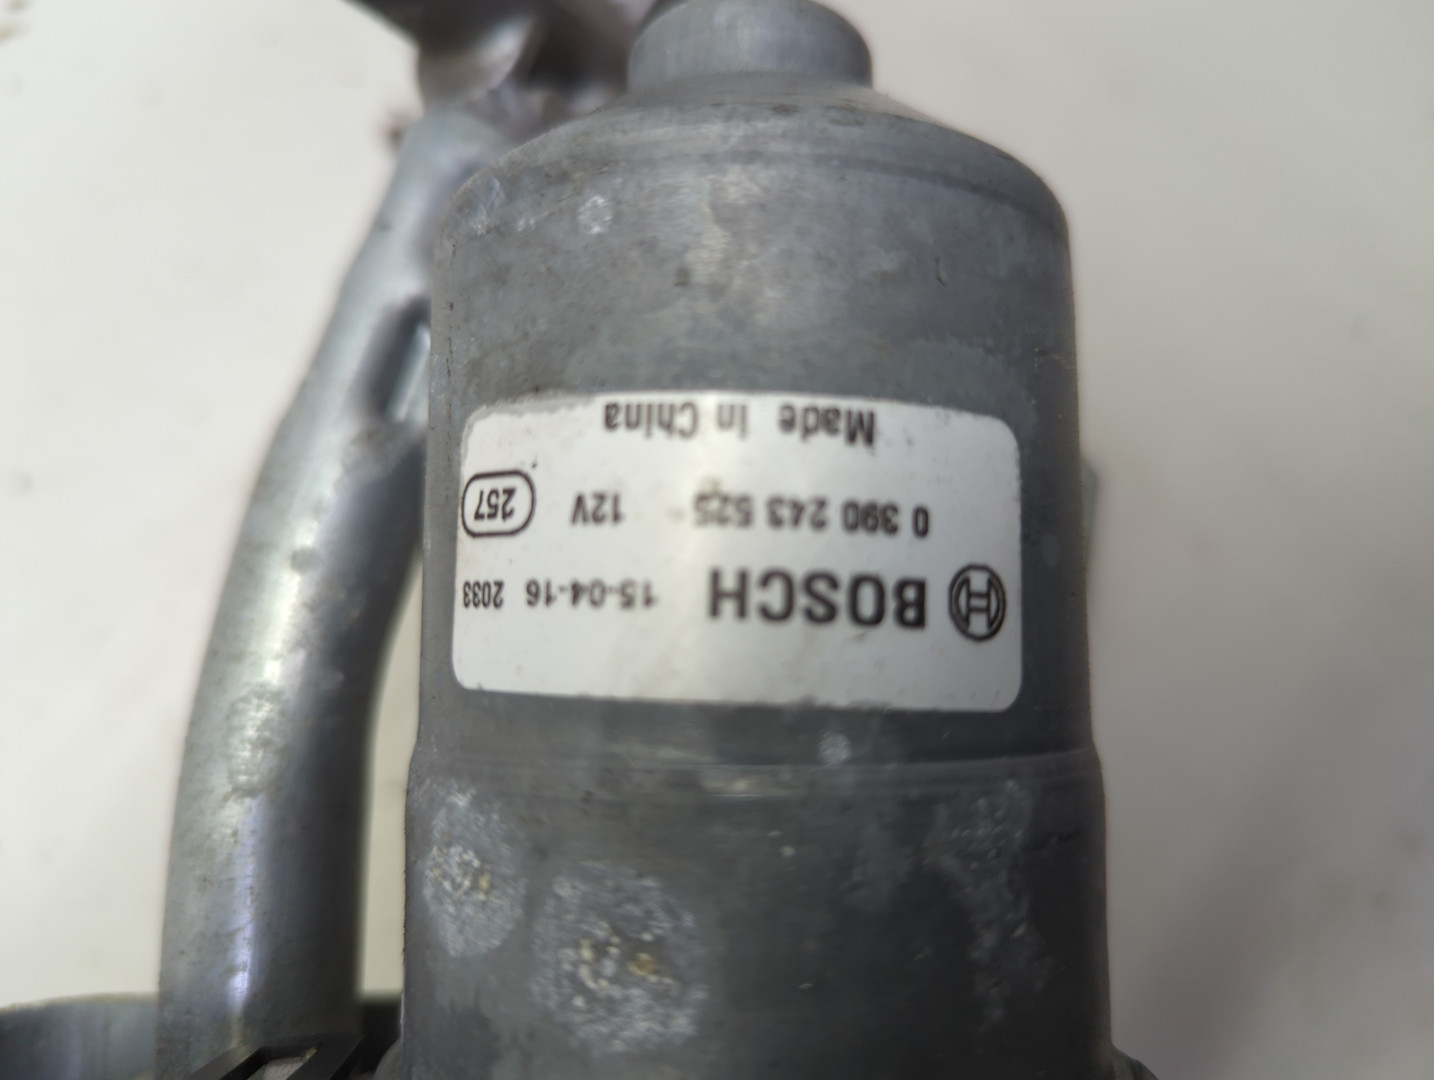 BOSCH 15-04-16 2033
0 390 243 525 12V 257
Made in China